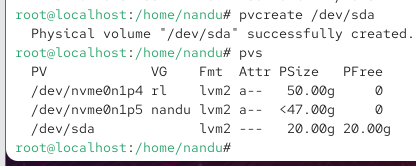 root@localhost:/home/nandu# pvcreate /dev/sda
  Physical volume "/dev/sda" successfully created.
root@localhost:/home/nandu# pvs
  PV             VG    Fmt  Attr PSize   PFree
  /dev/nvme0n1p4 rl    lvm2 a--   50.00g     0
  /dev/nvme0n1p5 nandu lvm2 a--  <47.00g     0
  /dev/sda             lvm2 ---   20.00g 20.00g
root@localhost:/home/nandu#